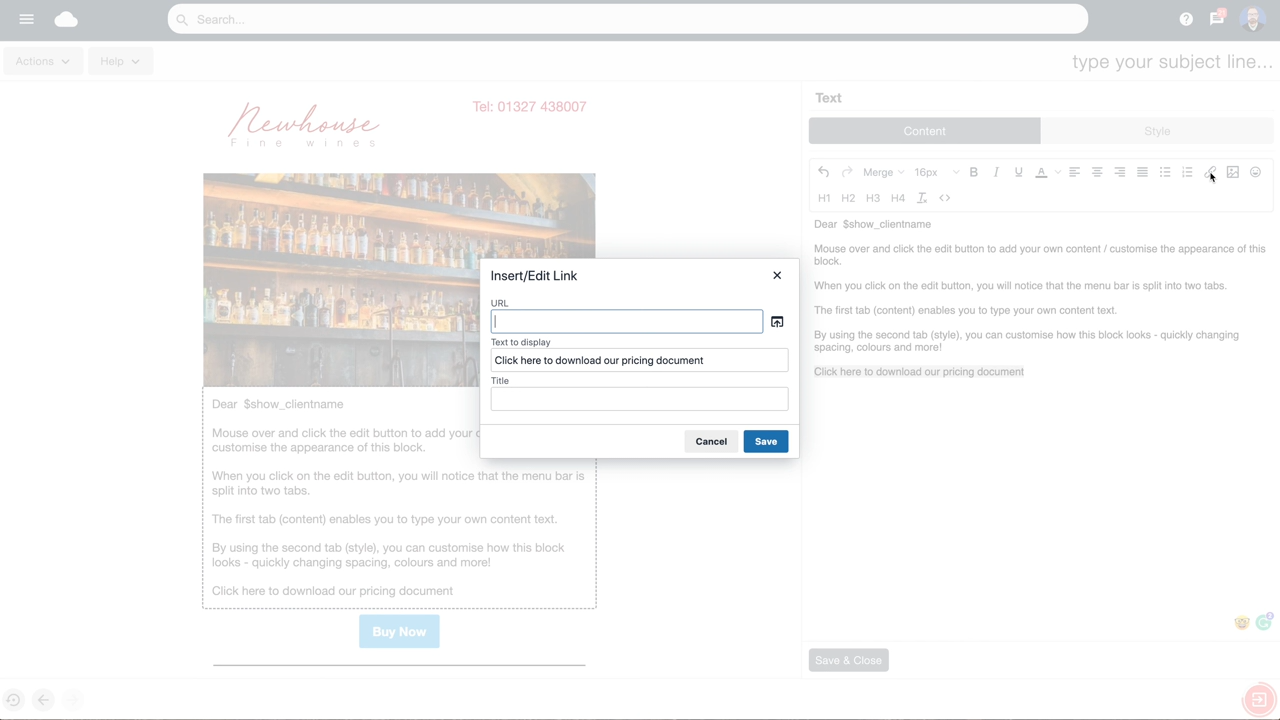 Search...
Actions
Help
type your subject line...
Newhouse
Fine wines
Tel: 01327 438007
Dear $show_clientname
Mouse over and click the edit button to add your
customise the appearance of this block.
When you click on the edit button, you will notice that the menu bar is
split into two tabs.
The first tab (content) enables you to type your own content text.
By using the second tab (style), you can customise how this block
looks - quickly changing spacing, colours and more!
Click here to download our pricing document
Buy Now
Insert/Edit Link
URL
Text to display
Click here to download our pricing document
Title
Cancel
Save
Text
Content
Style
Merge
16px
B
I
U
A
H1
H2
H3
H4
Dear $show_clientname
Mouse over and click the edit button to add your own content / customise the appearance of this
block.
When you click on the edit button, you will notice that the menu bar is split into two tabs.
The first tab (content) enables you to type your own content text.
By using the second tab (style), you can customise how this block looks - quickly changing
spacing, colours and more!
Click here to download our pricing document
Save & Close